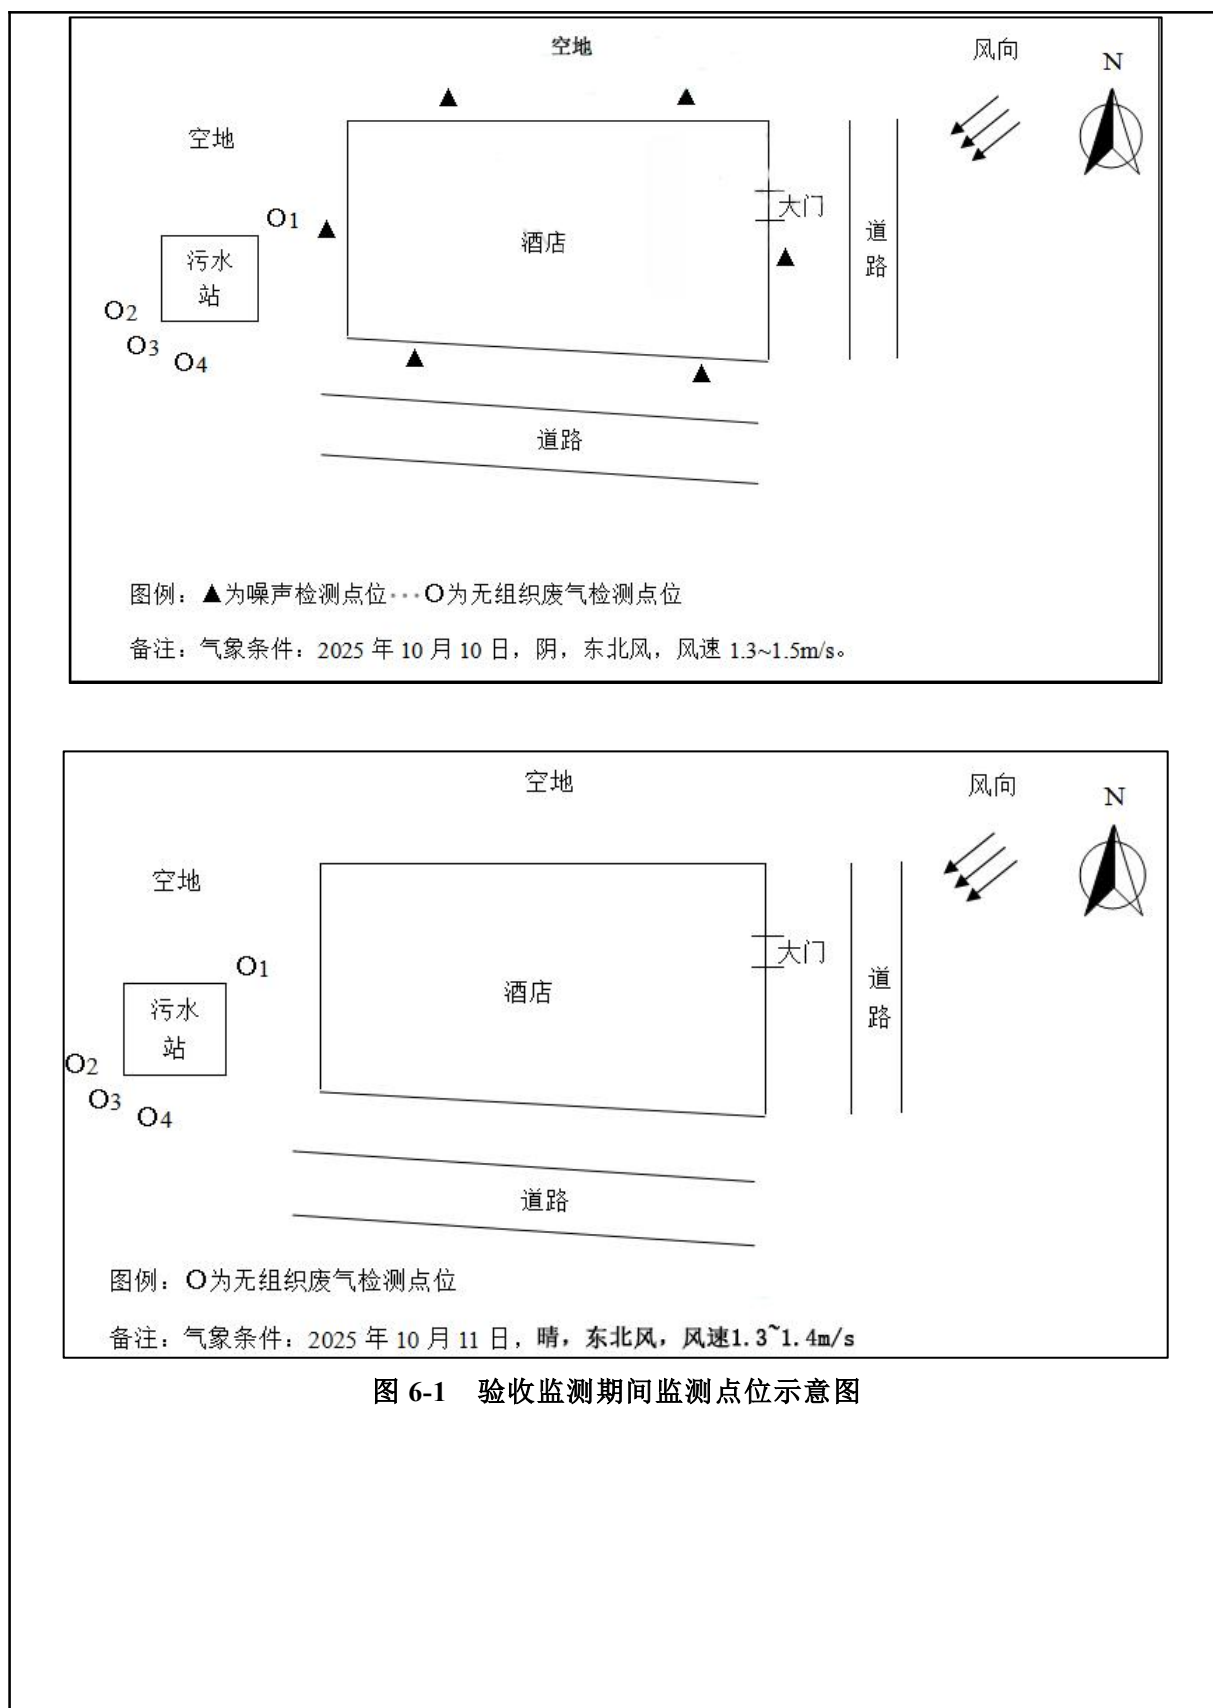 空地
风向
N
空地
大门
O1
▲
酒店
道
路
污水
站
O2
O3
O4
道路
图例：▲为噪声检测点位···O为无组织废气检测点位
备注：气象条件：2025 年 10 月 10 日，阴，东北风，风速 1.3~1.5m/s。
空地
风向
N
空地
大门
O1
道
路
酒店
污水
站
O2
O3
O4
道路
图例：O为无组织废气检测点位
备注：气象条件：2025 年 10 月 11 日，晴，东北风，风速1.3~1.4m/s
图 6-1 验收监测期间监测点位示意图